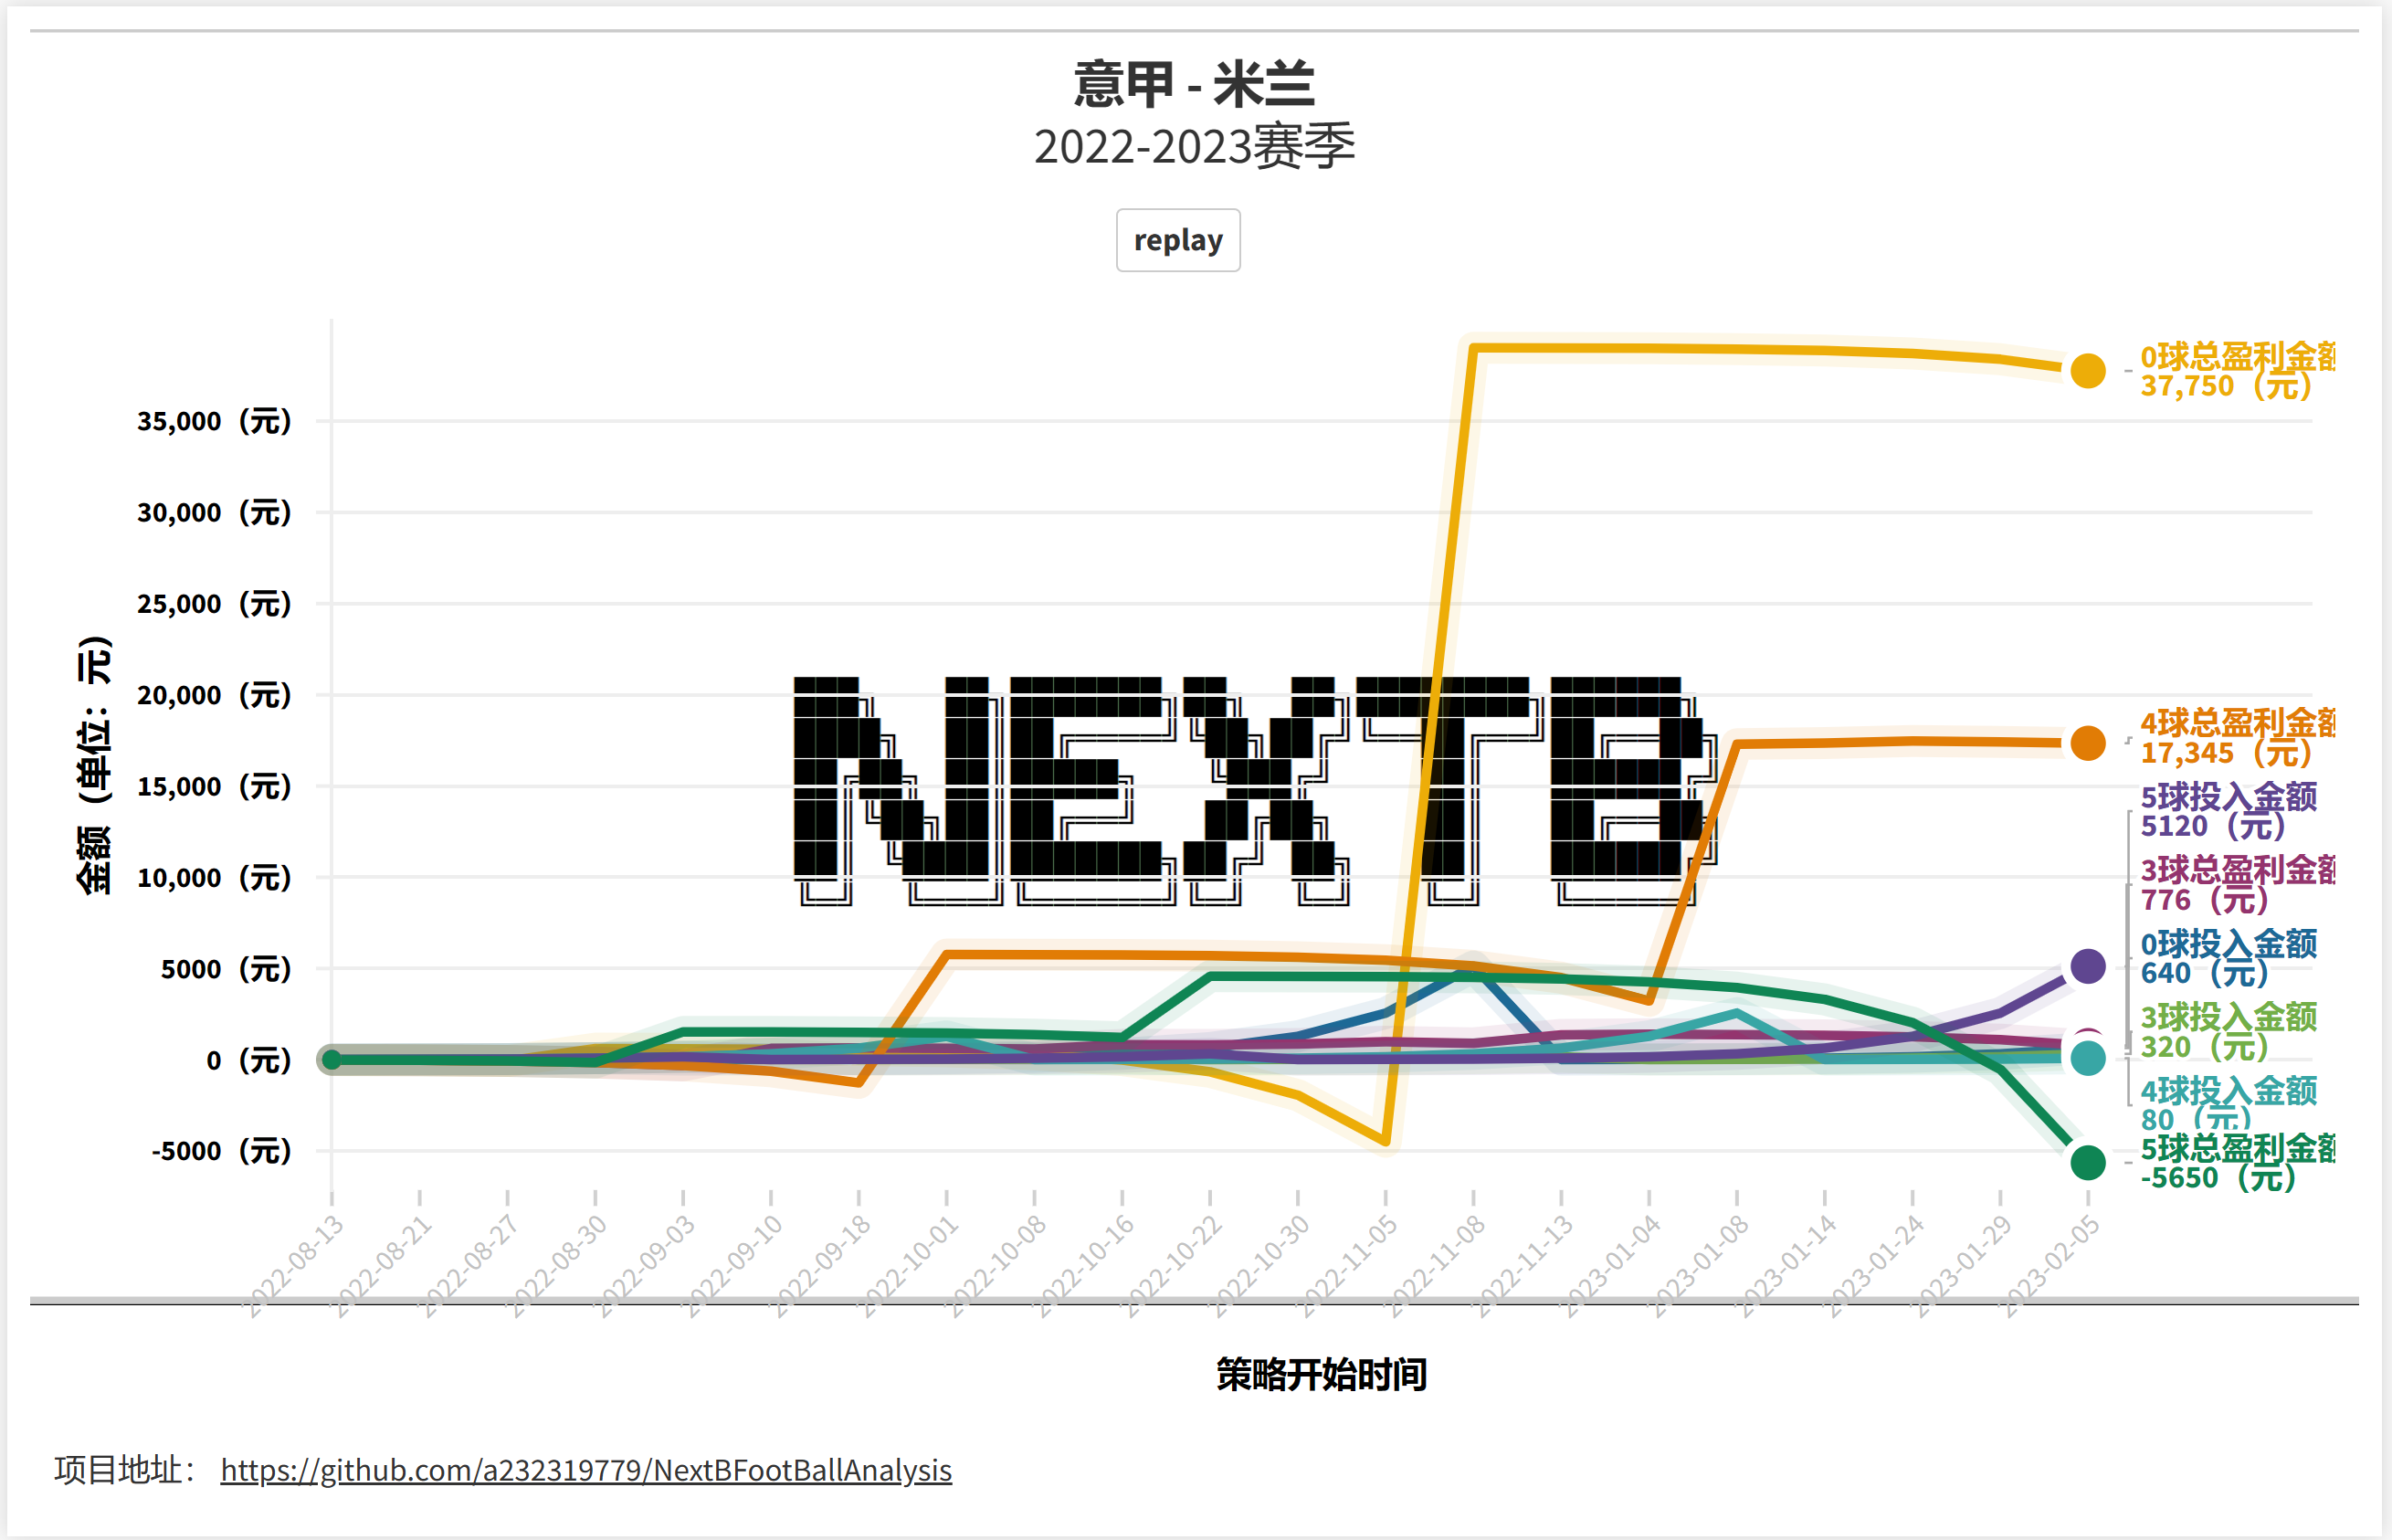 意甲 - 米兰
2022-2023赛季
replay
金额（单位：元）
35,000（元）
30,000（元）
25,000（元）
20,000（元）
15,000（元）
10,000（元）
5000（元）
0（元）
-5000（元）
NEXT B
0球总盈利金额
37,750（元）
4球总盈利金额
17,345（元）
5球投入金额
5120（元）
3球总盈利金额
776（元）
0球投入金额
640（元）
3球投入金额
320（元）
4球投入金额
80（元）
5球总盈利金额
-5650（元）
2022-08-13
2022-08-21
2022-08-27
2022-08-30
2022-09-03
2022-09-10
2022-09-18
2022-10-01
2022-10-08
2022-10-16
2022-10-22
2022-10-30
2022-11-05
2022-11-08
2022-11-13
2023-01-04
2023-01-08
2023-01-14
2023-01-24
2023-01-29
2023-02-05
策略开始时间
项目地址： https://github.com/a232319779/NextBFootBallAnalysis